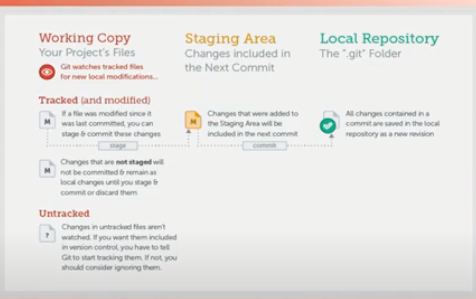 Working Copy
Your Project's Files
Git watches tracked files
for new local modifications...
Tracked (and modified)
M
If a file was modified since it
was last committed, you can
stage & commit these changes
stage
M
Changes that are not staged will
not be committed & remain as
local changes until you stage &
commit or discard them
Untracked
?
Changes in untracked files aren't
watched. If you want them included
in version control, you have to tell
Git to start tracking them. If not, you
should consider ignoring them.
Staging Area
Changes included in
the Next Commit
M
Changes that were added to
the Staging Area will be
included in the next commit
commit
Local Repository
The ".git" Folder
All changes contained in a
commit are saved in the local
repository as a new revision